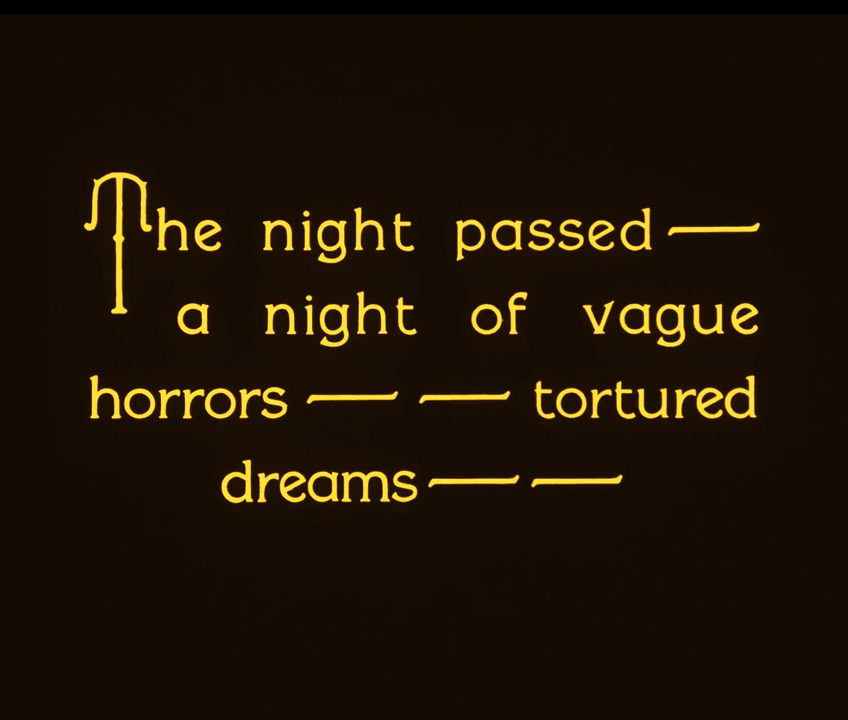 The night passed —
a night of vague
horrors — — tortured
dreams — —